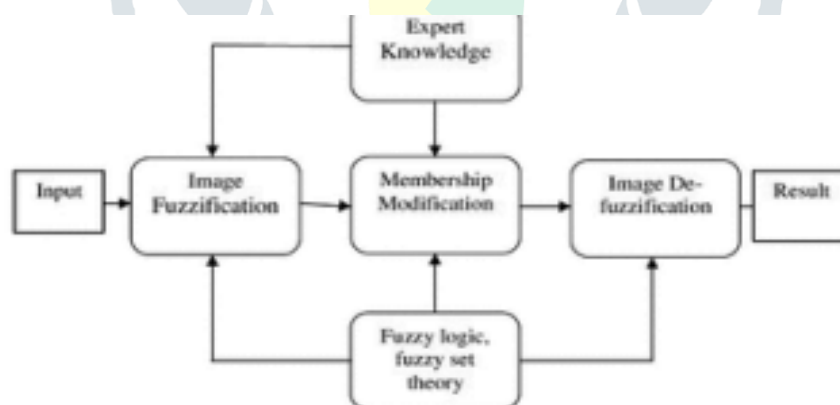 Expert
Knowledge
Input
Image
Fuzzification
Membership
Modification
Image De-
fuzzification
Result
Fuzzy logic,
fuzzy set
theory